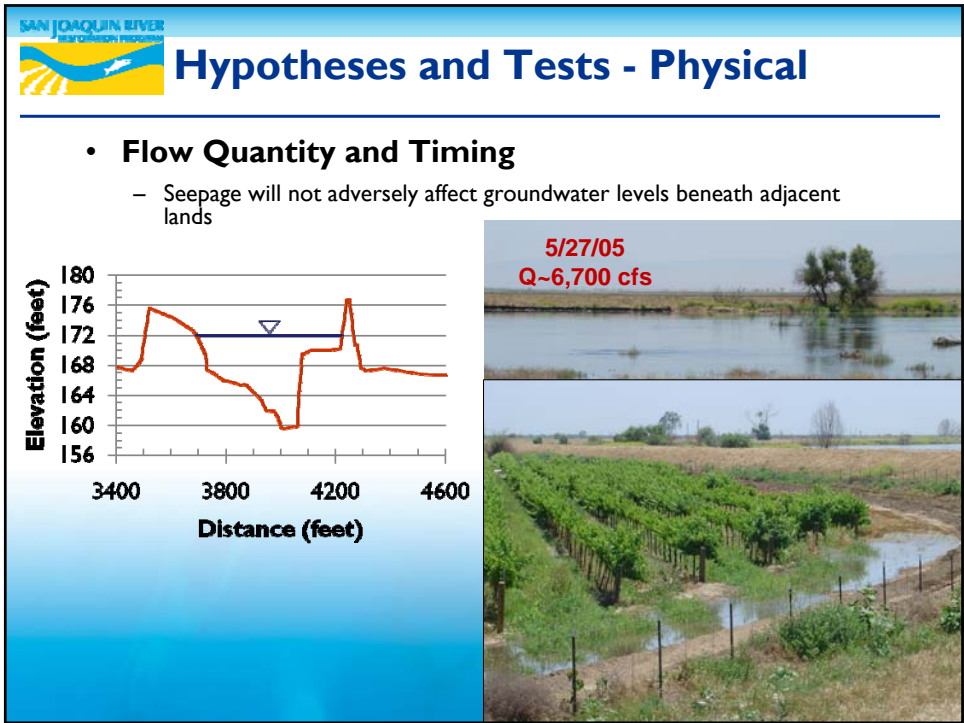 SAN JOAQUIN RIVER
RESTORATION PROGRAM
Hypotheses and Tests - Physical
• Flow Quantity and Timing
– Seepage will not adversely affect groundwater levels beneath adjacent
lands
5/27/05
Q~6,700 cfs
Elevation (feet)
180
176
172
168
164
160
156
3400 3800 4200 4600
Distance (feet)